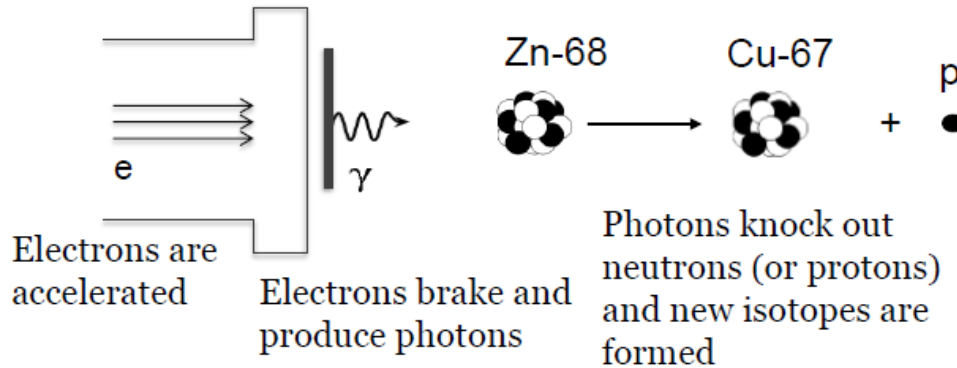 Zn-68
Cu-67
p
+
e
γ
Electrons are
accelerated
Electrons brake and
produce photons
Photons knock out
neutrons (or protons)
and new isotopes are
formed